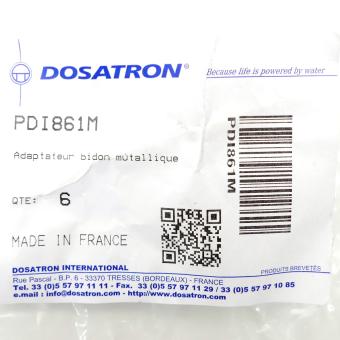 DOSATRON®
Because life is powered by water
PDI861M
Adaptateur bidon mútallique
PDI861M
QTE: 6
MADE IN FRANCE
PRODUITS BREVETÉS
DOSATRON INTERNATIONAL
Rue Pascal - B.P. 6 - 33370 TRESSES (BORDEAUX) - FRANCE
Tel. 33 (0)5 57 97 11 11 - Fax. 33 (0)5 57 97 11 29 / 33 (0)5 57 97 10 85
e.mail : info@dosatron.com - www.dosatron.com